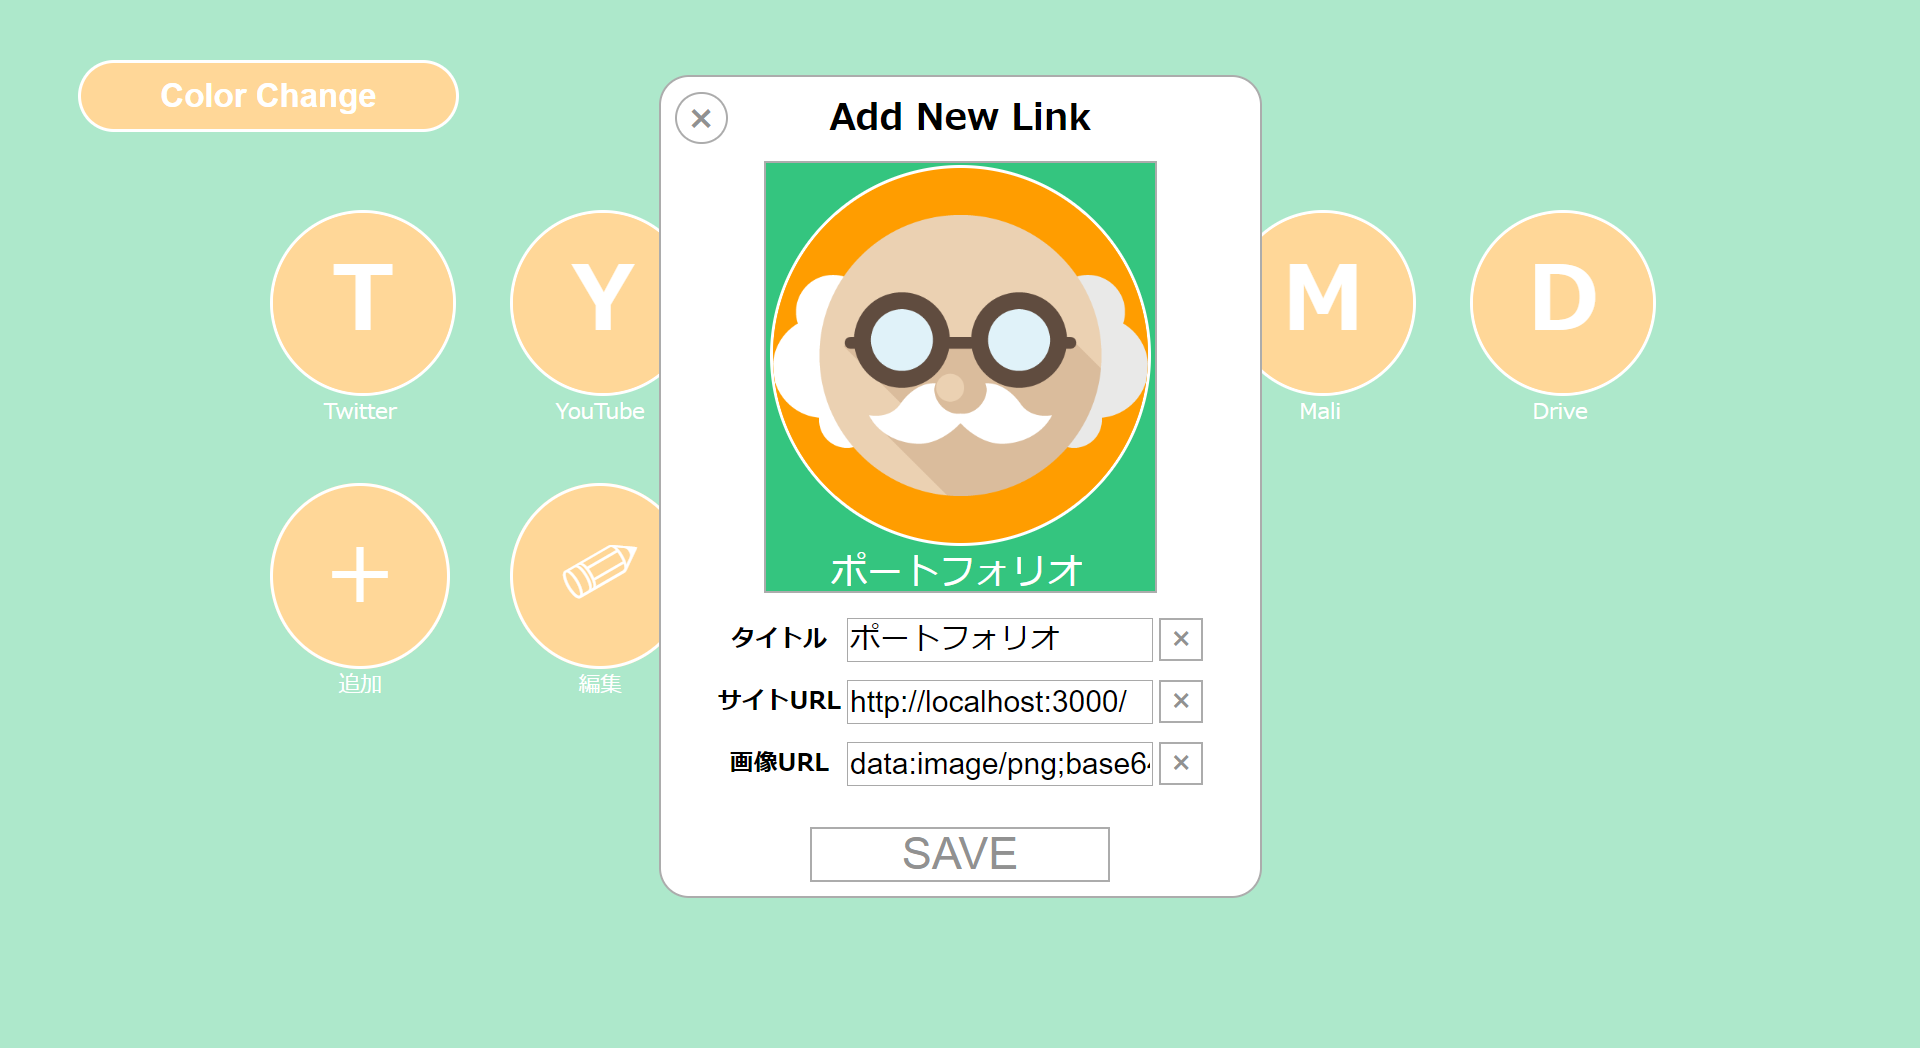 Color Change
×
Add New Link
T
Y
M
D
Twitter
YouTube
Mali
Drive
ポートフォリオ
+
追加
編集
タイトル ポートフォリオ ×
サイトURL http://localhost:3000/ ×
画像URL data:image/png;base6 ×
SAVE